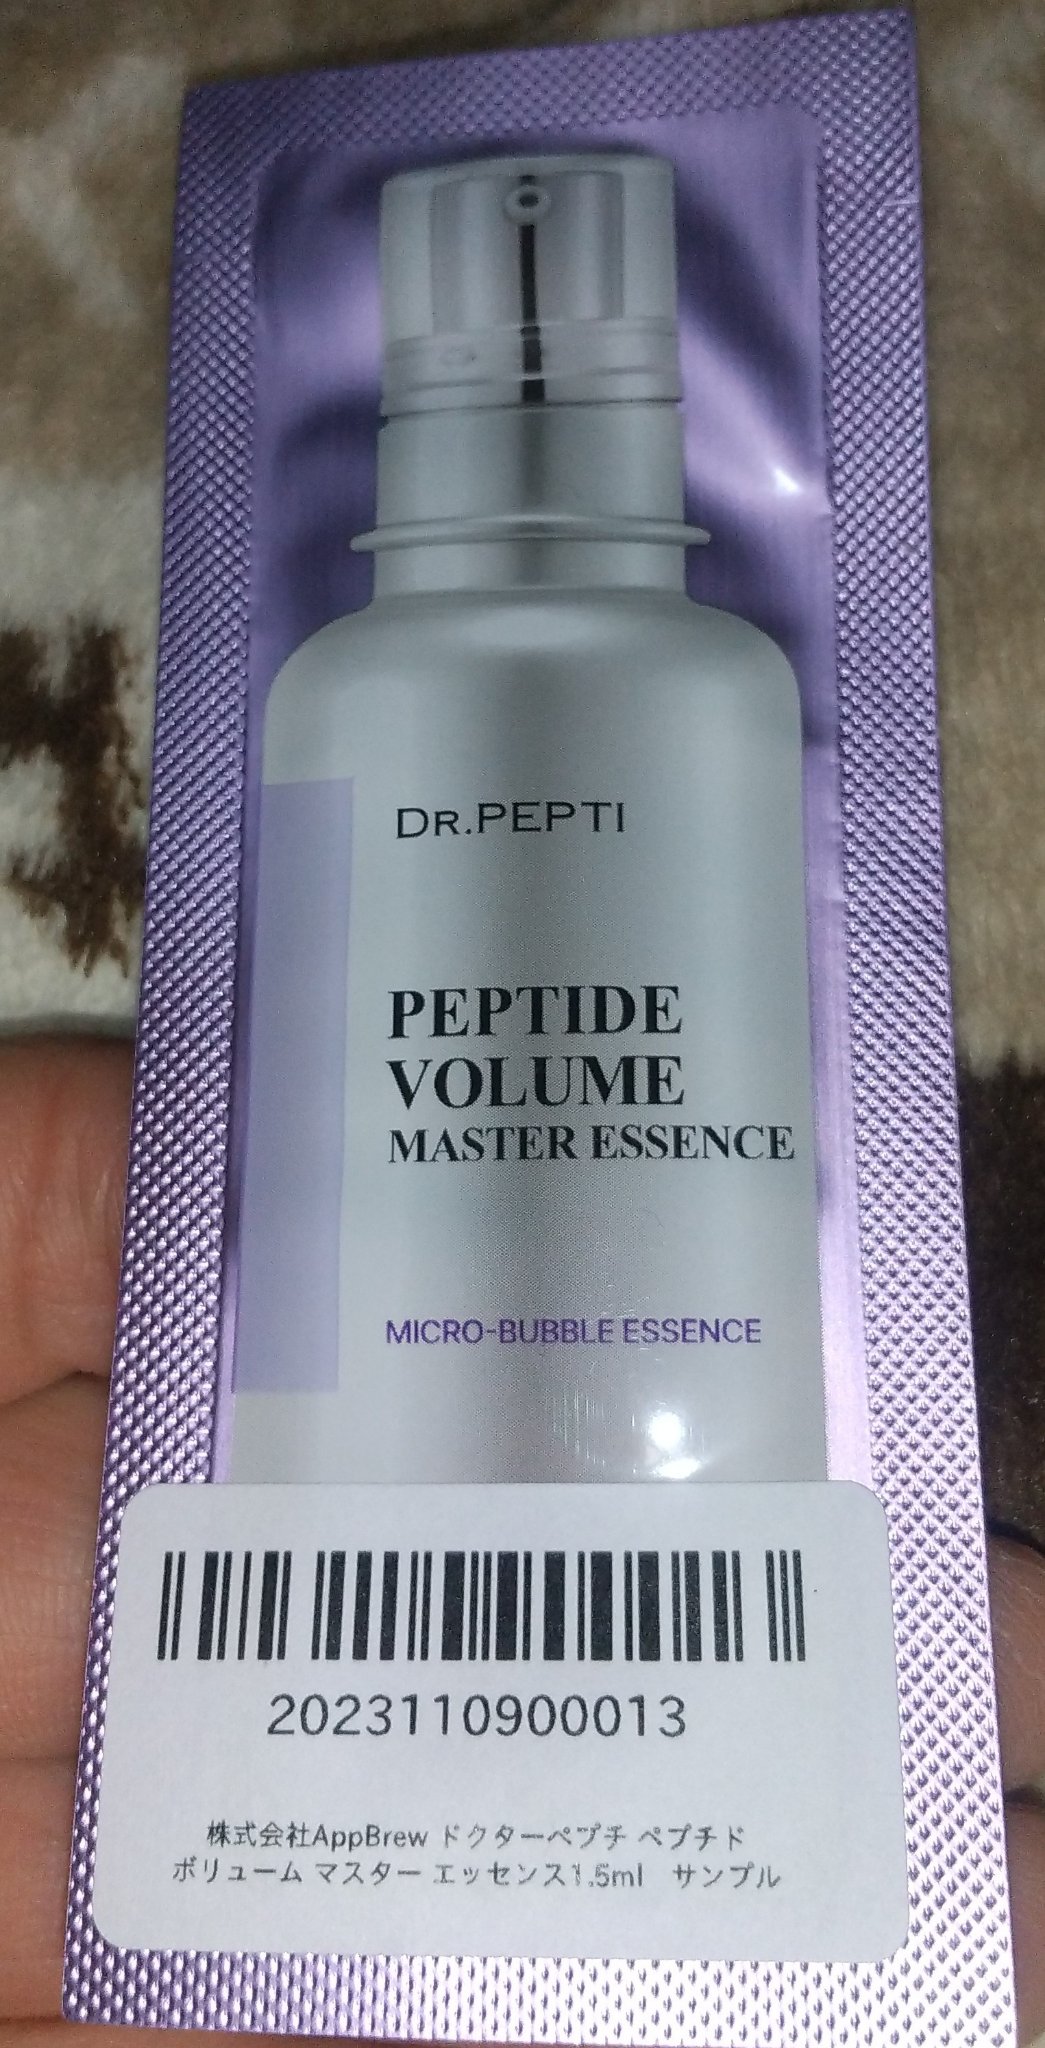 DR.PEPTI
PEPTIDE
VOLUME
MASTER ESSENCE
MICRO-BUBBLE ESSENCE
2023110900013
株式会社AppBrew ドクターペプチ ペプチド
ボリューム マスター エッセンス1.5ml サンプル